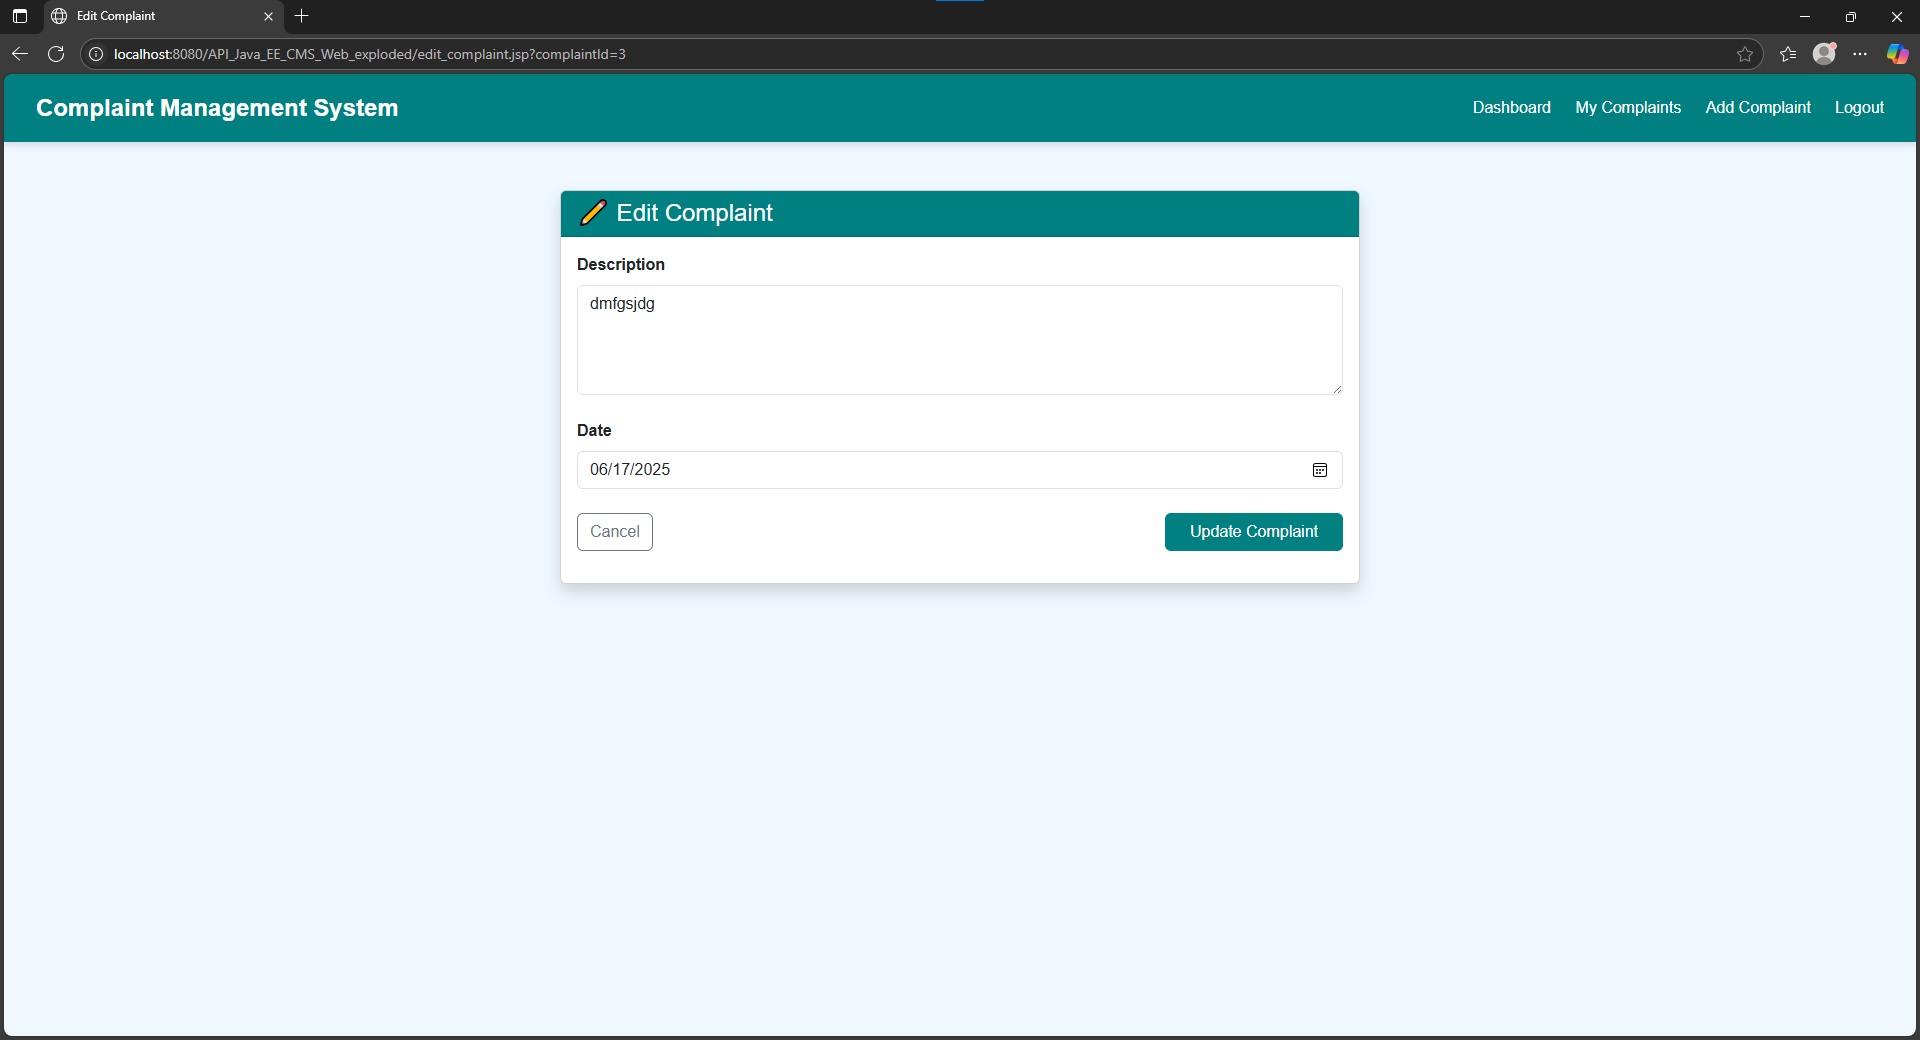 Edit Complaint
localhost:8080/API_Java_EE_CMS_Web_exploded/edit_complaint.jsp?complaintId=3
Complaint Management System
Dashboard My Complaints Add Complaint Logout
Edit Complaint
Description
dmfgsjdg
Date
06/17/2025
Cancel Update Complaint